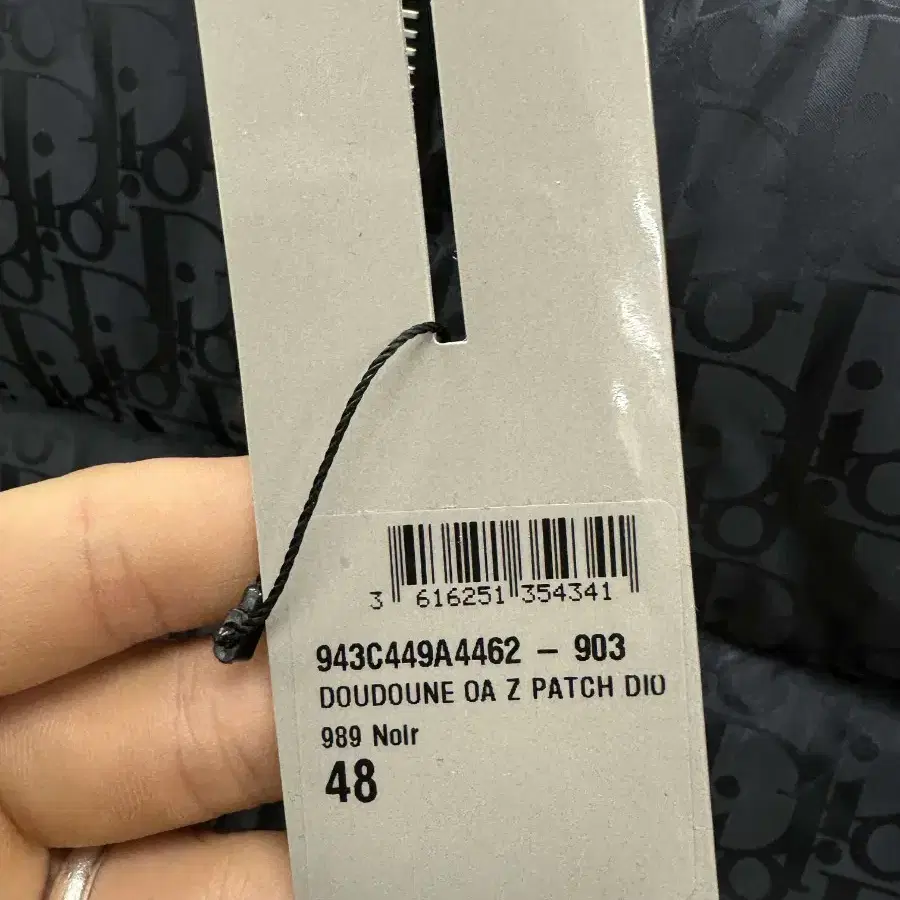 3 616251 354341
943C449A4462 - 903
DOUDOUNE OA Z PATCH DIO
989 Noir
48